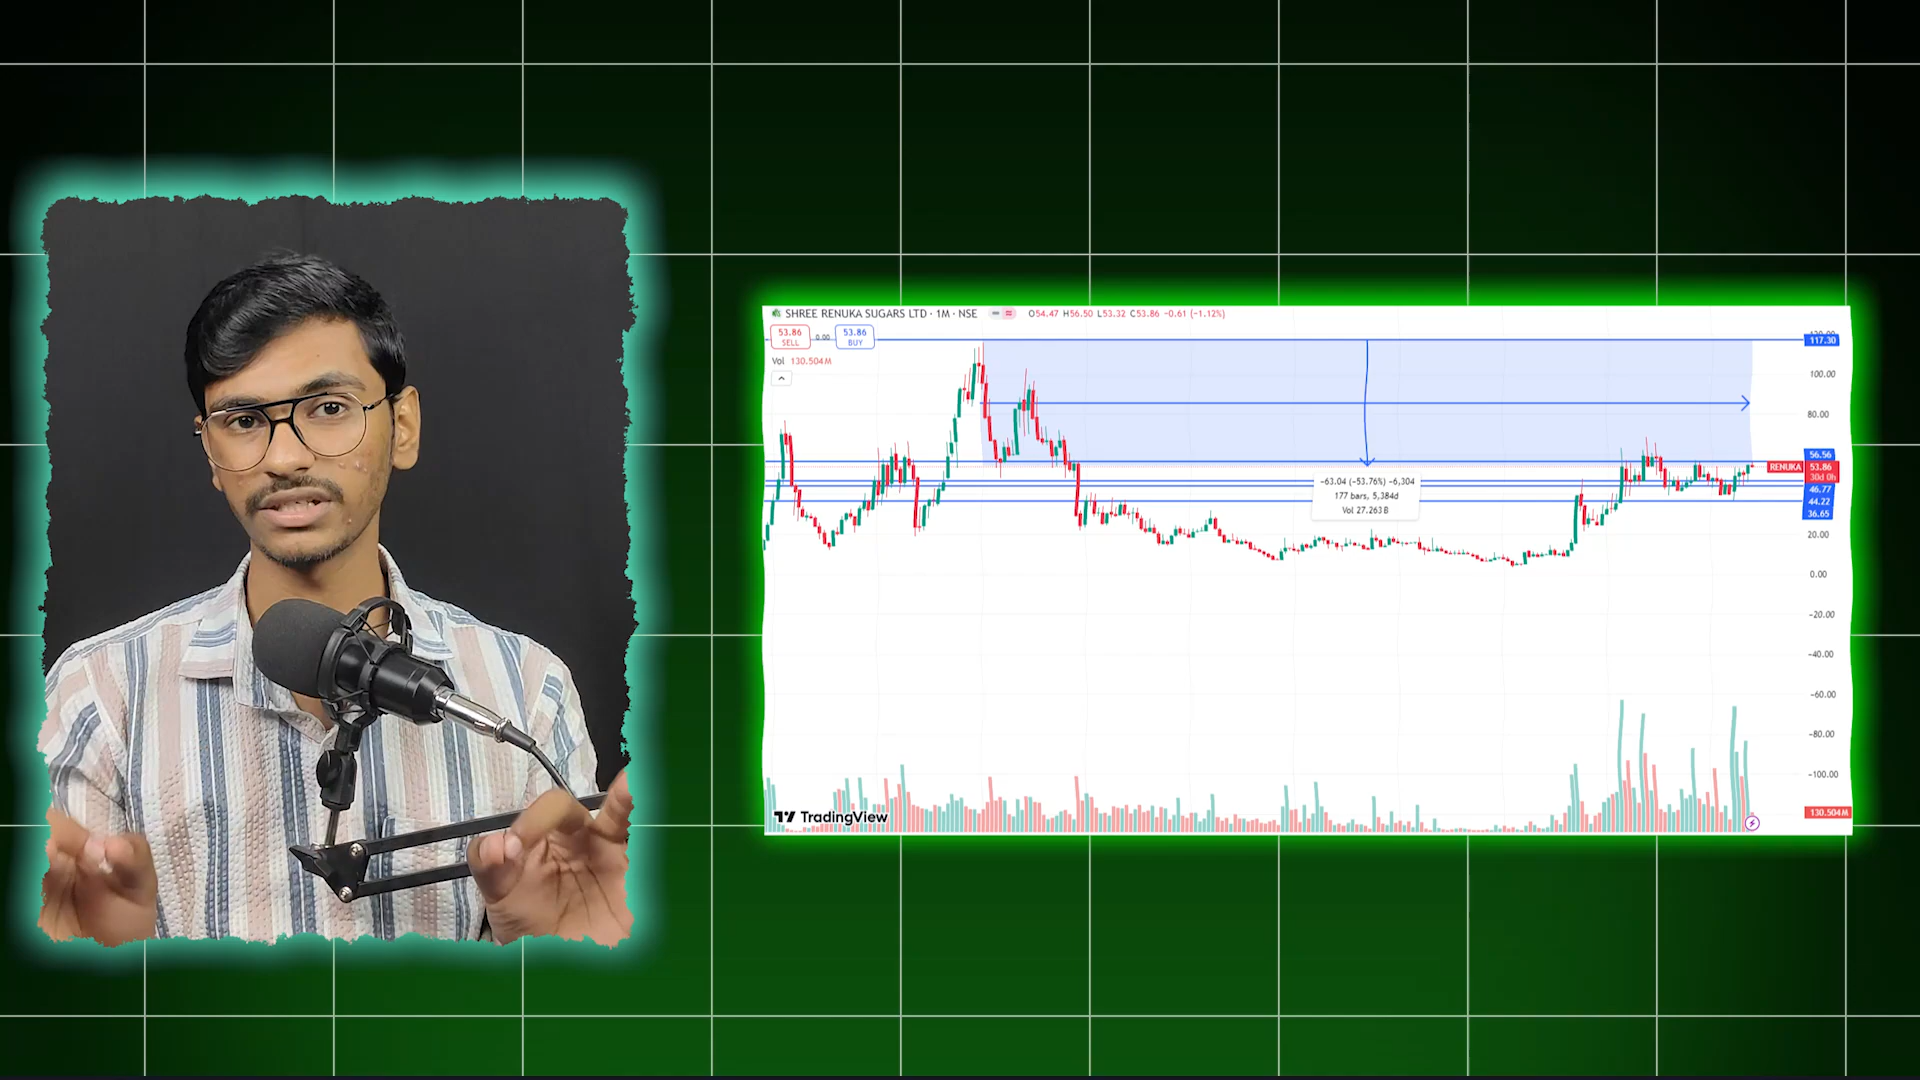 SHREE RENUKA SUGARS LTD · 1M · NSE
O54.47 H56.50 L53.32 C53.86 -0.61 (-1.12%)
53.86
SELL
0.00
53.86
BUY
Vol 130.504M
117.30
100.00
80.00
56.56
RENUKA 53.86
30d 0h
46.77
44.22
36.65
20.00
0.00
-20.00
-40.00
-60.00
-80.00
-100.00
130.504M
-63.04 (-53.76%) -6,304
177 bars, 5,384d
Vol 27.263B
TradingView